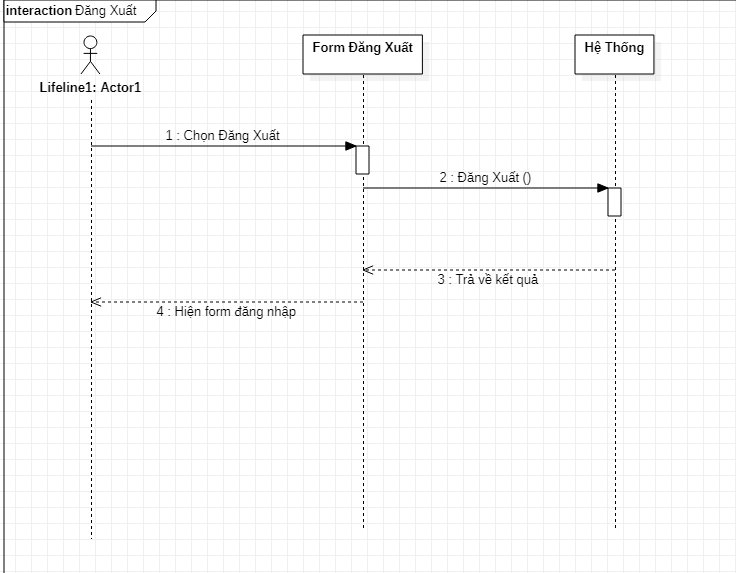 interaction Đăng Xuất
Form Đăng Xuất
Hệ Thống
Lifeline1: Actor1
1 : Chọn Đăng Xuất
2 : Đăng Xuất ()
3 : Trả về kết quả
4 : Hiện form đăng nhập